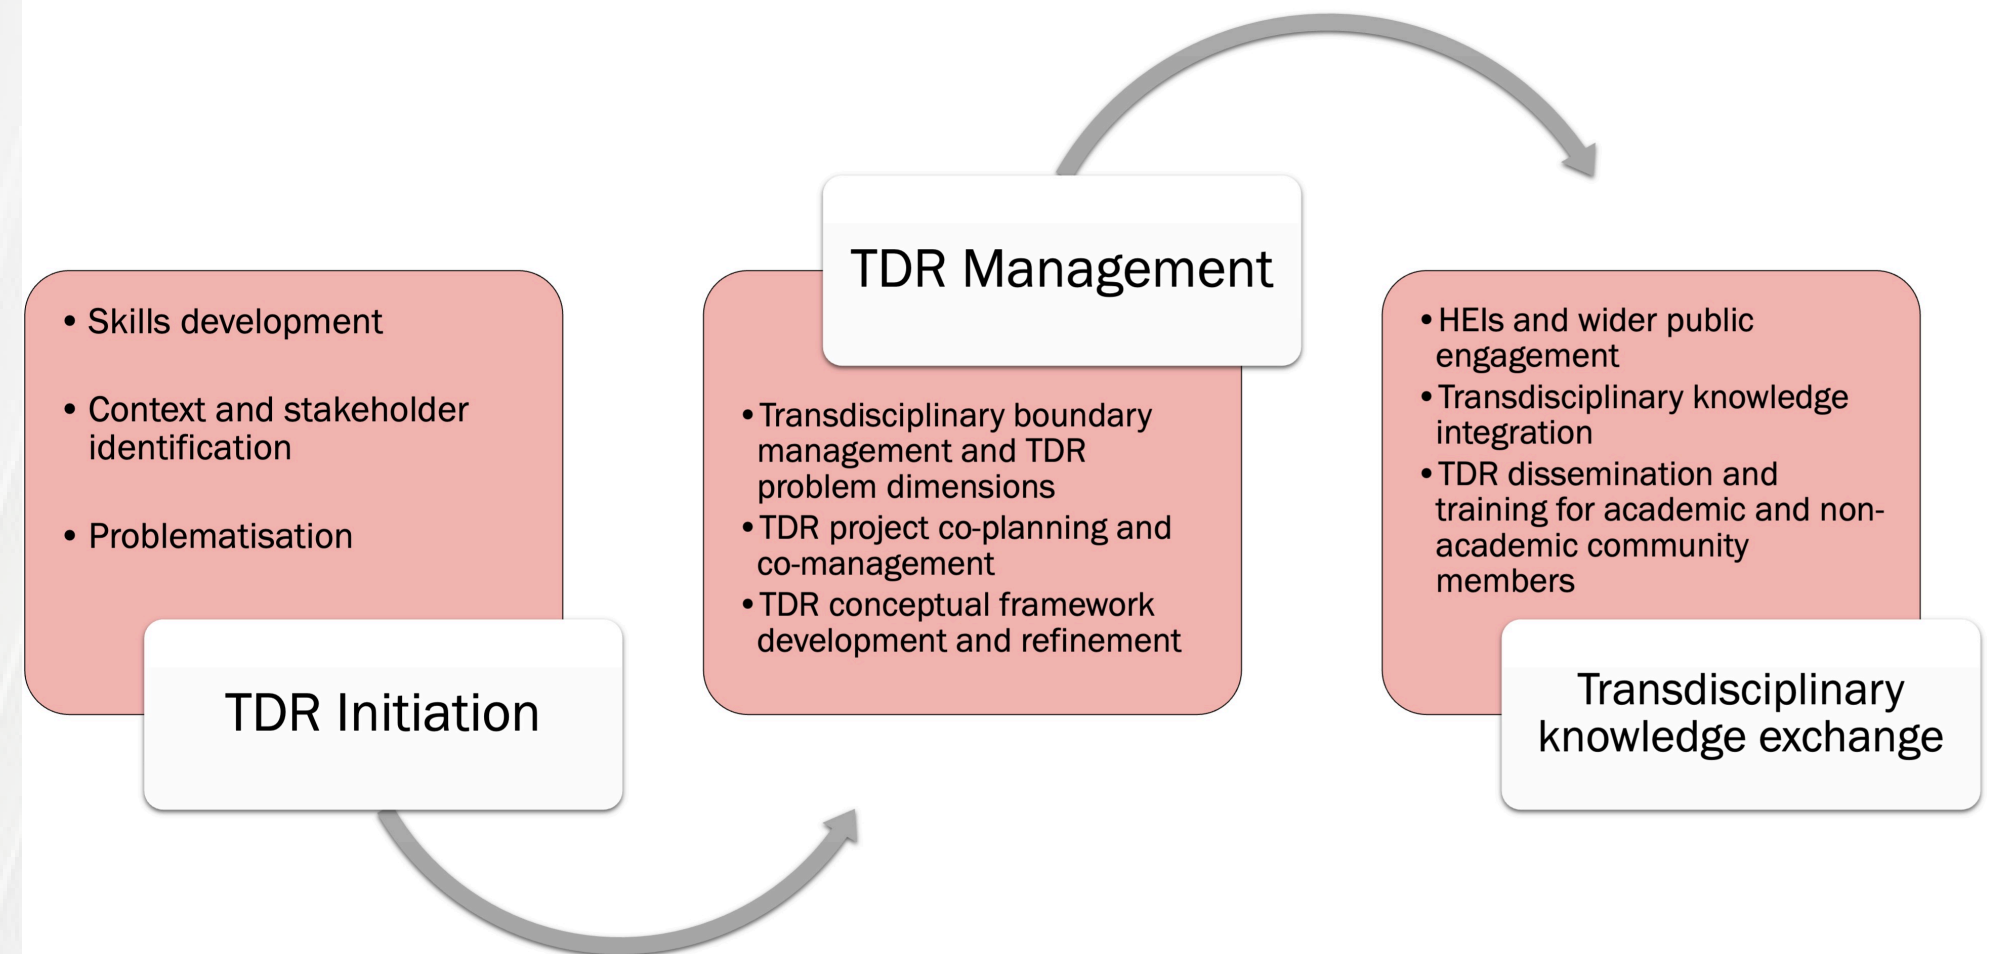 • Skills development
• Context and stakeholder
identification
• Problematisation
TDR Initiation
TDR Management
•Transdisciplinary boundary
management and TDR
problem dimensions
•TDR project co-planning and
co-management
•TDR conceptual framework
development and refinement
•HEIs and wider public
engagement
•Transdisciplinary knowledge
integration
•TDR dissemination and
training for academic and non-
academic community
members
Transdisciplinary
knowledge exchange